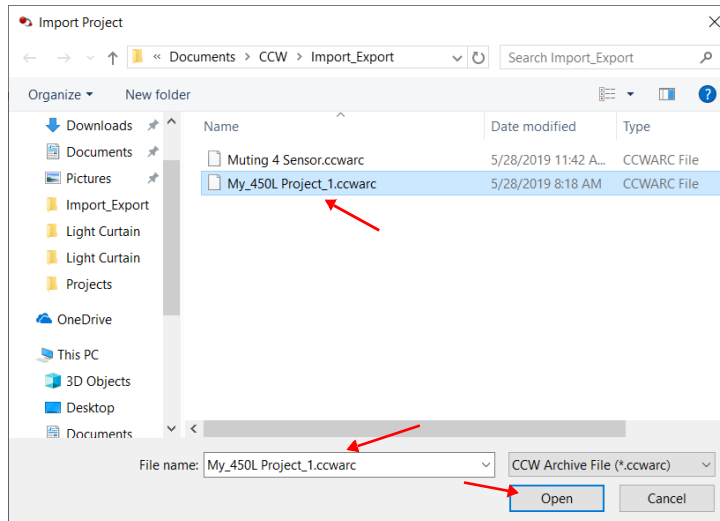 Import Project
« Documents > CCW > Import_Export
Search Import_Export
Organize
New folder
Name
Date modified
Type
Muting 4 Sensor.ccwarc
5/28/2019 11:42 A...
CCWARC File
My_450L Project_1.ccwarc
5/28/2019 8:18 AM
CCWARC File
Downloads
Documents
Pictures
Import_Export
Light Curtain
Light Curtain
Projects
OneDrive
This PC
3D Objects
Desktop
Documents
File name:
My_450L Project_1.ccwarc
CCW Archive File (*.ccwarc)
Open
Cancel